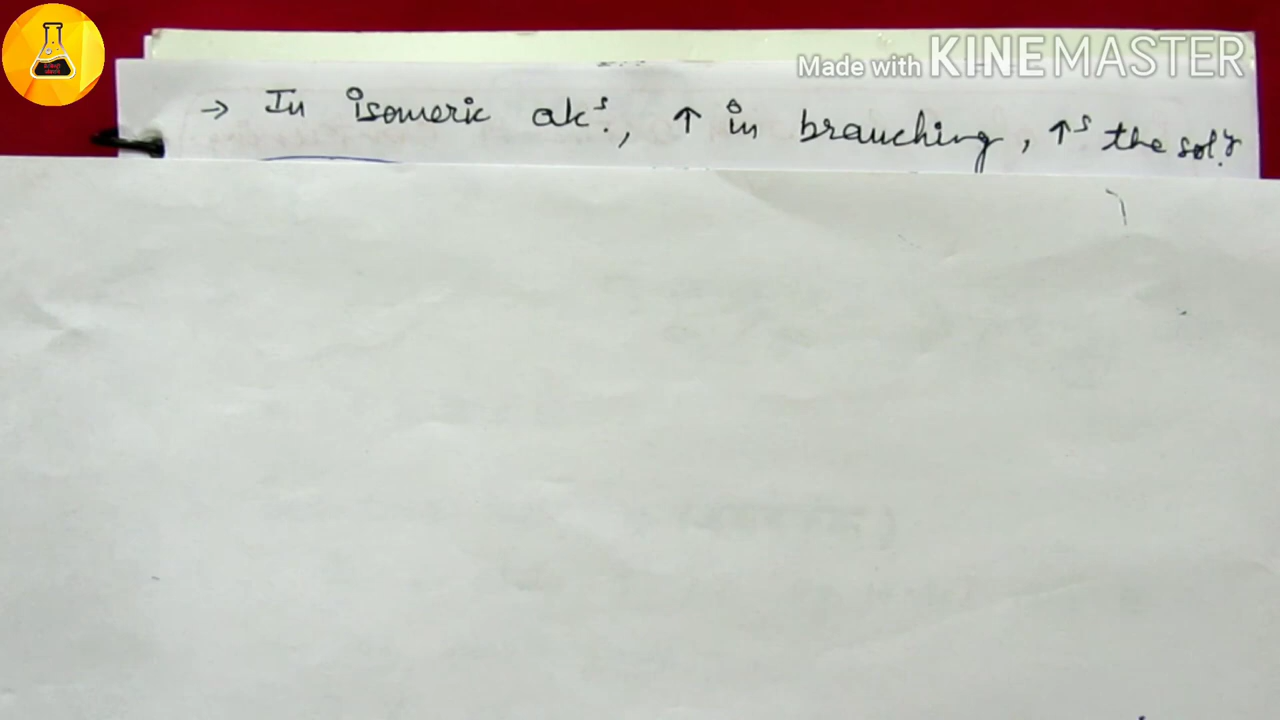 Made with KINEMASTER
→ In isomeric alc.s, ↑ in branching, ↑s the sol.y